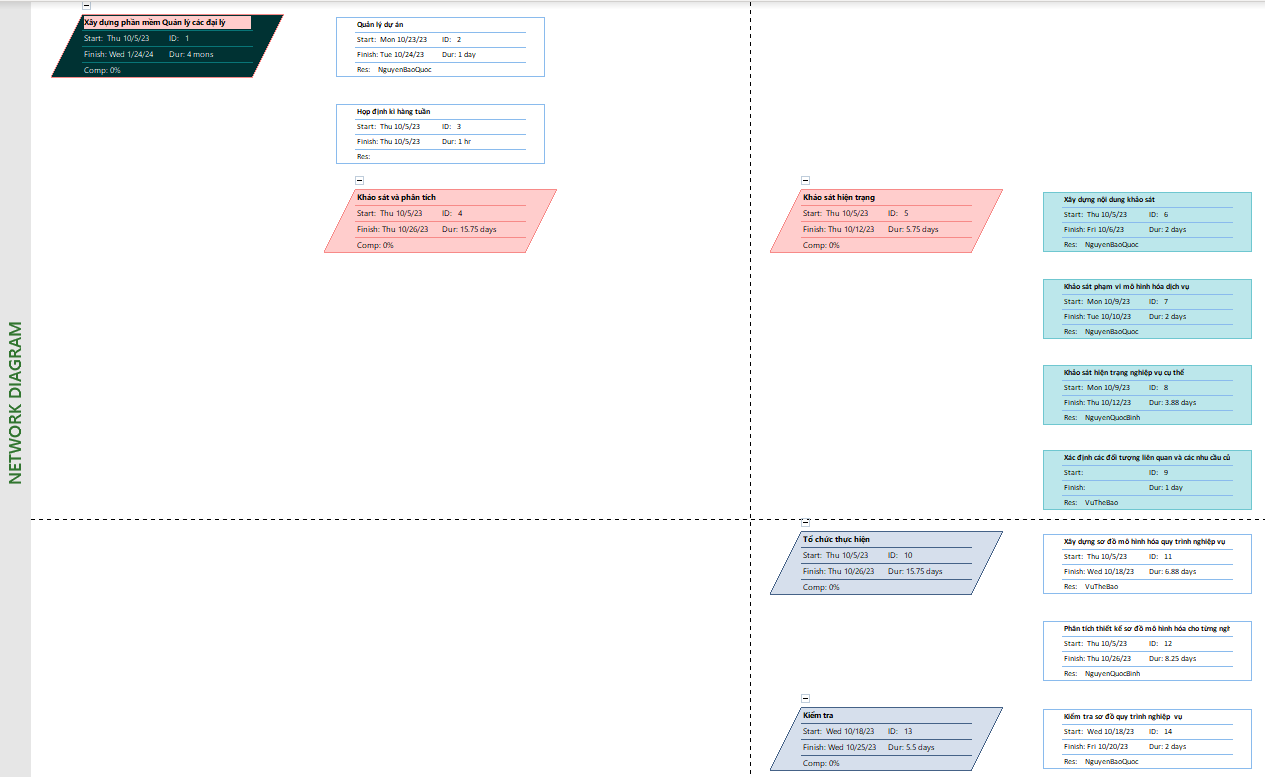 NETWORK DIAGRAM
Xây dựng phần mềm Quản lý các đại lý
Start: Thu 10/5/23 ID: 1
Finish: Wed 1/24/24 Dur: 4 mons
Comp: 0%
Quản lý dự án
Start: Mon 10/23/23 ID: 2
Finish: Tue 10/24/23 Dur: 1 day
Res: NguyenBaoQuoc
Họp định kì hàng tuần
Start: Thu 10/5/23 ID: 3
Finish: Thu 10/5/23 Dur: 1 hr
Res:
Khảo sát và phân tích
Start: Thu 10/5/23 ID: 4
Finish: Thu 10/26/23 Dur: 15.75 days
Comp: 0%
Khảo sát hiện trạng
Start: Thu 10/5/23 ID: 5
Finish: Thu 10/12/23 Dur: 5.75 days
Comp: 0%
Xây dựng nội dung khảo sát
Start: Thu 10/5/23 ID: 6
Finish: Fri 10/6/23 Dur: 2 days
Res: NguyenBaoQuoc
Khảo sát phạm vi mô hình hóa dịch vụ
Start: Mon 10/9/23 ID: 7
Finish: Tue 10/10/23 Dur: 2 days
Res: NguyenBaoQuoc
Khảo sát hiện trạng nghiệp vụ cụ thể
Start: Mon 10/9/23 ID: 8
Finish: Thu 10/12/23 Dur: 3.88 days
Res: NguyenQuocBinh
Xác định các đối tượng liên quan và các nhu cầu củ
Start: ID: 9
Finish: Dur: 1 day
Res: VuTheBao
Tổ chức thực hiện
Start: Thu 10/5/23 ID: 10
Finish: Thu 10/26/23 Dur: 15.75 days
Comp: 0%
Xây dựng sơ đồ mô hình hóa quy trình nghiệp vụ
Start: Thu 10/5/23 ID: 11
Finish: Wed 10/18/23 Dur: 6.88 days
Res: VuTheBao
Phân tích thiết kế sơ đồ mô hình hóa cho từng ngh
Start: Thu 10/5/23 ID: 12
Finish: Thu 10/26/23 Dur: 8.25 days
Res: NguyenQuocBinh
Kiểm tra
Start: Wed 10/18/23 ID: 13
Finish: Wed 10/25/23 Dur: 5.5 days
Comp: 0%
Kiểm tra sơ đồ quy trình nghiệp vụ
Start: Wed 10/18/23 ID: 14
Finish: Fri 10/20/23 Dur: 2 days
Res: NguyenBaoQuoc